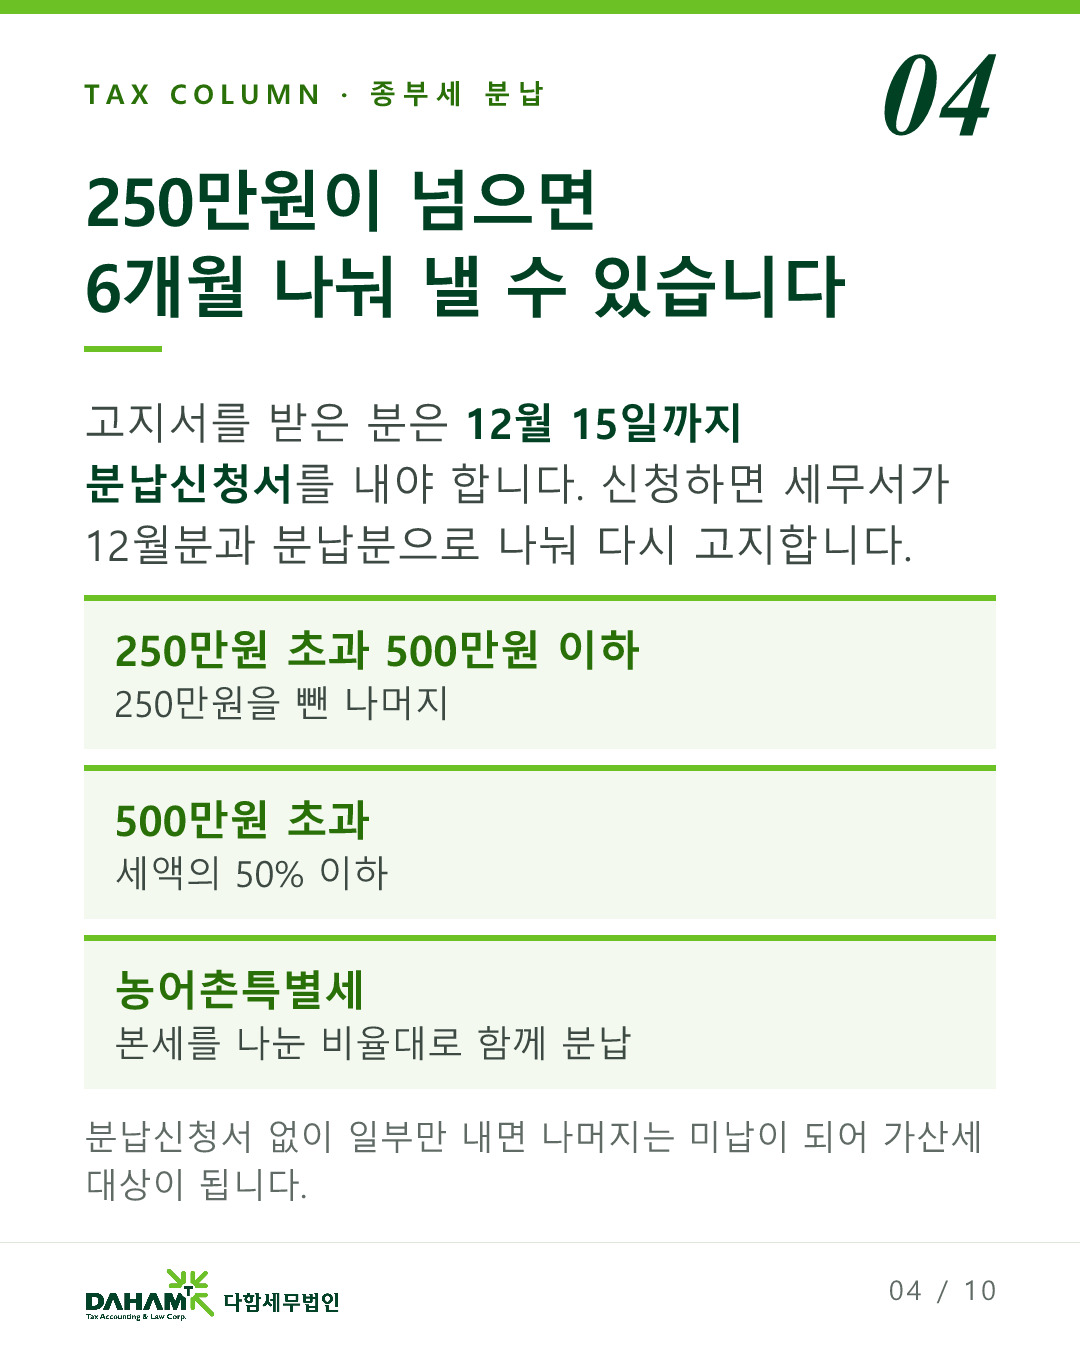 TAX COLUMN · 종부세 분납
04
250만원이 넘으면
6개월 나눠 낼 수 있습니다
고지서를 받은 분은 12월 15일까지
분납신청서를 내야 합니다. 신청하면 세무서가
12월분과 분납분으로 나눠 다시 고지합니다.
250만원 초과 500만원 이하
250만원을 뺀 나머지
500만원 초과
세액의 50% 이하
농어촌특별세
본세를 나눈 비율대로 함께 분납
분납신청서 없이 일부만 내면 나머지는 미납이 되어 가산세
대상이 됩니다.
DAHAM 다함세무법인
Tax Accounting & Law Corp.
04 / 10